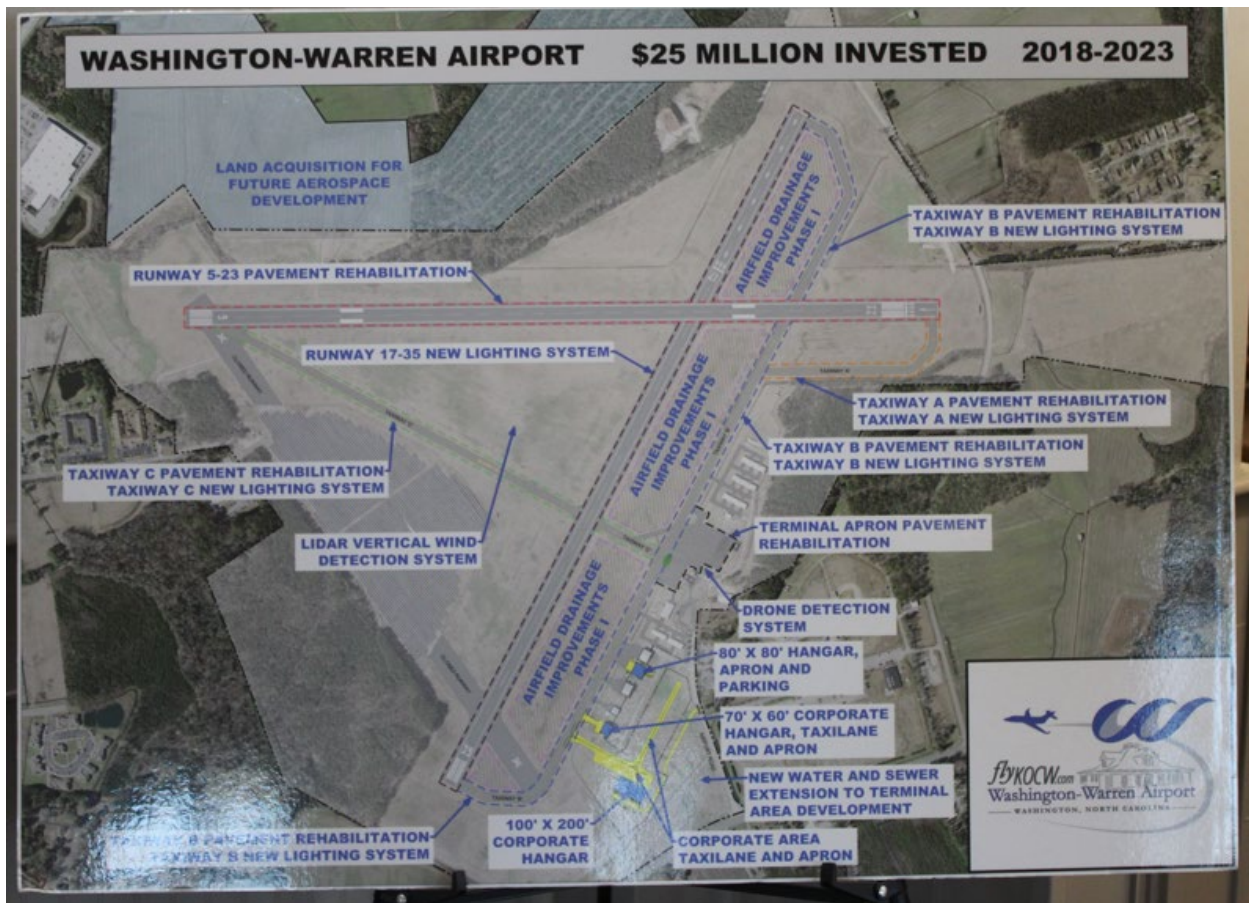 WASHINGTON-WARREN AIRPORT $25 MILLION INVESTED 2018-2023
LAND ACQUISITION FOR
FUTURE AEROSPACE
DEVELOPMENT
AIRFIELD DRAINAGE
IMPROVEMENTS
PHASE I
TAXIWAY B PAVEMENT REHABILITATION
TAXIWAY B NEW LIGHTING SYSTEM
RUNWAY 5-23 PAVEMENT REHABILITATION
RUNWAY 17-35 NEW LIGHTING SYSTEM
TAXIWAY A PAVEMENT REHABILITATION
TAXIWAY A NEW LIGHTING SYSTEM
AIRFIELD DRAINAGE
IMPROVEMENTS
PHASE I
TAXIWAY B PAVEMENT REHABILITATION
TAXIWAY B NEW LIGHTING SYSTEM
TAXIWAY C PAVEMENT REHABILITATION
TAXIWAY C NEW LIGHTING SYSTEM
LIDAR VERTICAL WIND
DETECTION SYSTEM
TERMINAL APRON PAVEMENT
REHABILITATION
AIRFIELD DRAINAGE
IMPROVEMENTS
PHASE I
DRONE DETECTION
SYSTEM
80' X 80' HANGAR,
APRON AND
PARKING
70' X 60' CORPORATE
HANGAR, TAXILANE
AND APRON
NEW WATER AND SEWER
EXTENSION TO TERMINAL
AREA DEVELOPMENT
TAXIWAY B PAVEMENT REHABILITATION
TAXIWAY B NEW LIGHTING SYSTEM
100' X 200'
CORPORATE
HANGAR
CORPORATE AREA
TAXILANE AND APRON
flyKOCW.com
Washington-Warren Airport
WASHINGTON, NORTH CAROLINA